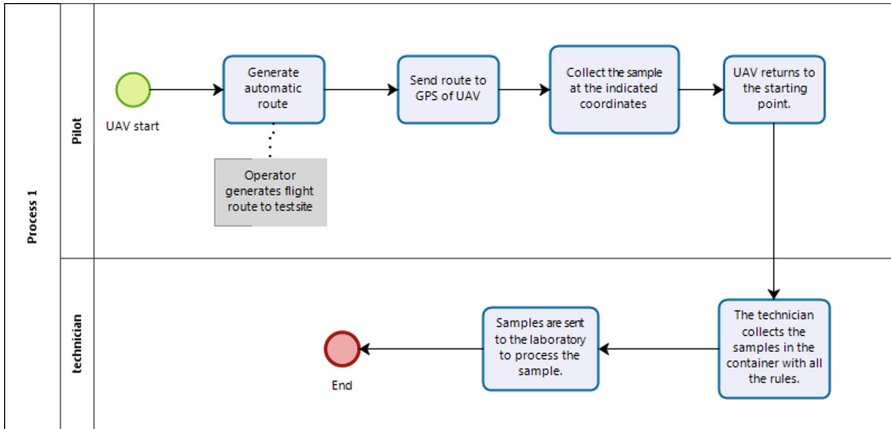 Process 1
Pilot
UAV start
Generate
automatic
route
Operator
generates flight
route to testsite
Send route to
GPS of UAV
Collect the sample
at the indicated
coordinates
UAV returns to
the starting
point.
technician
The technician
collects the
samples in the
container with all
the rules.
Samples are sent
to the laboratory
to process the
sample.
End